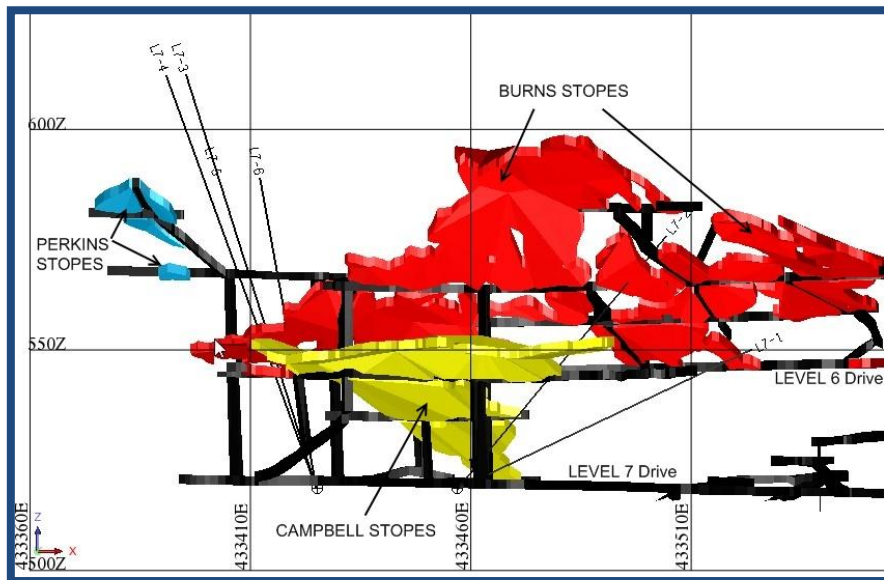 L7-4
L7-3
L7-5
L7-6
BURNS STOPES
600Z
PERKINS
STOPES
L7-2
550Z
L7-1
LEVEL 6 Drive
LEVEL 7 Drive
CAMPBELL STOPES
433360E
433410E
433460E
433510E
Z
X
500Z